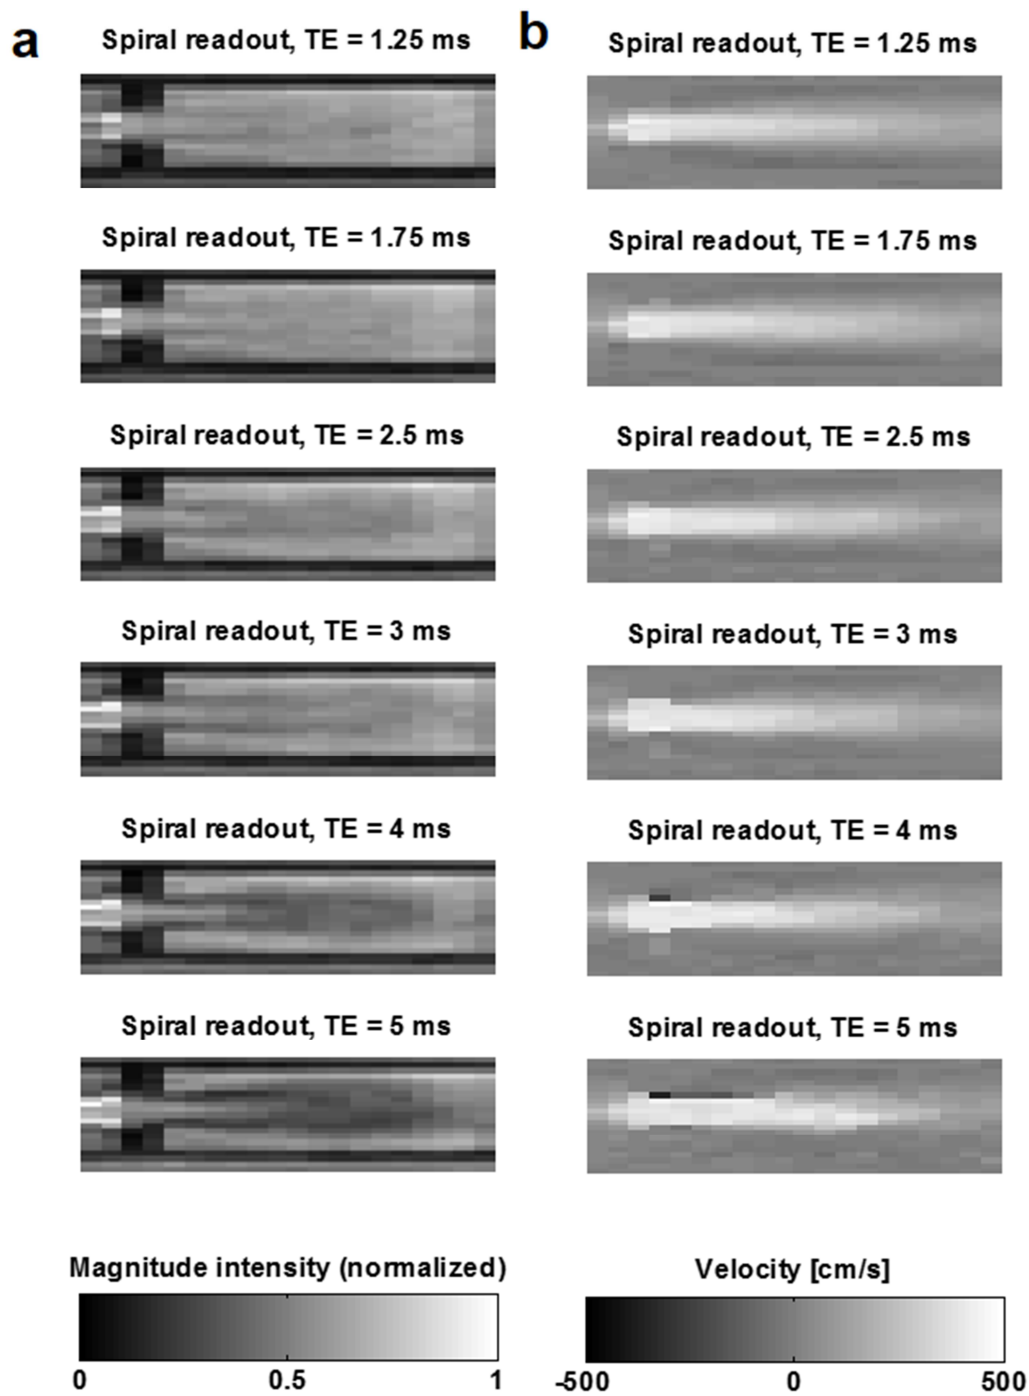 a
b
Spiral readout, TE = 1.25 ms
Spiral readout, TE = 1.25 ms
Spiral readout, TE = 1.75 ms
Spiral readout, TE = 1.75 ms
Spiral readout, TE = 2.5 ms
Spiral readout, TE = 2.5 ms
Spiral readout, TE = 3 ms
Spiral readout, TE = 3 ms
Spiral readout, TE = 4 ms
Spiral readout, TE = 4 ms
Spiral readout, TE = 5 ms
Spiral readout, TE = 5 ms
Magnitude intensity (normalized)
0 0.5 1
Velocity [cm/s]
-500 0 500